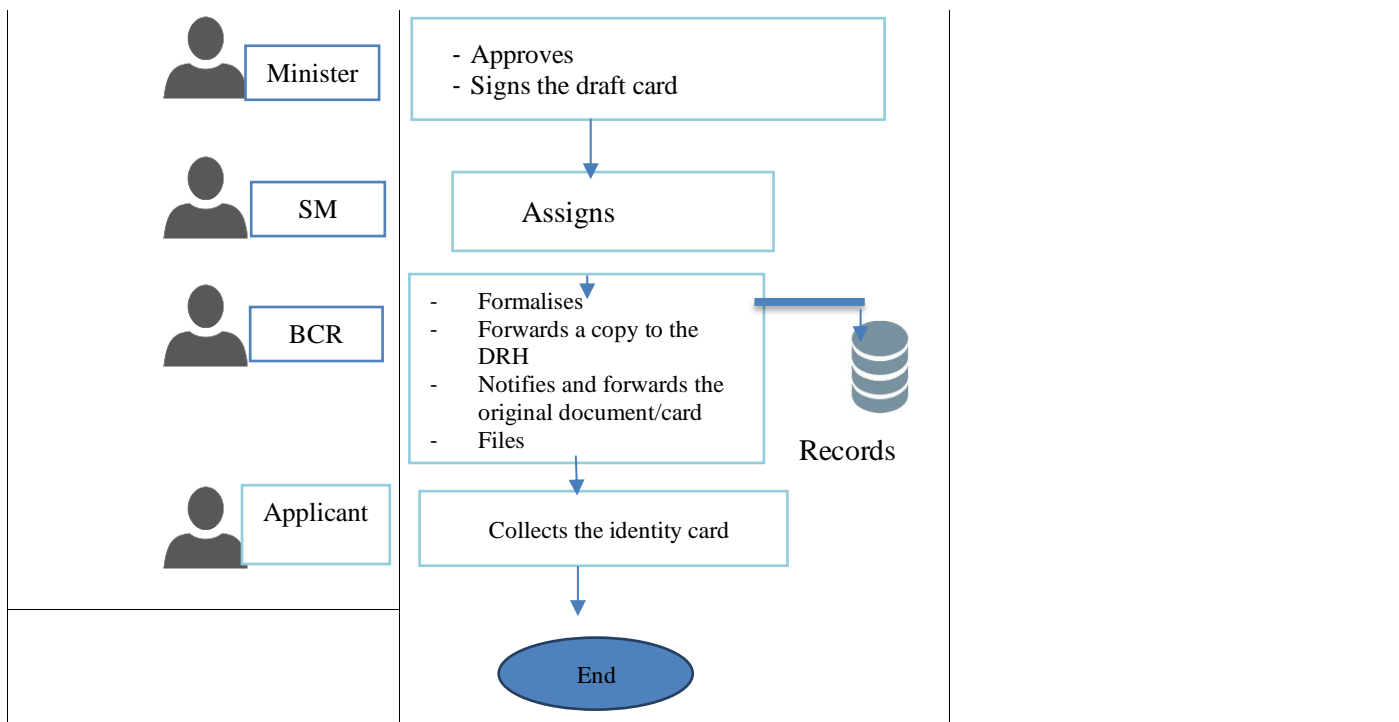 Minister
- Approves
- Signs the draft card
SM
Assigns
BCR
- Formalises
- Forwards a copy to the
DRH
- Notifies and forwards the
original document/card
- Files
Records
Applicant
Collects the identity card
End